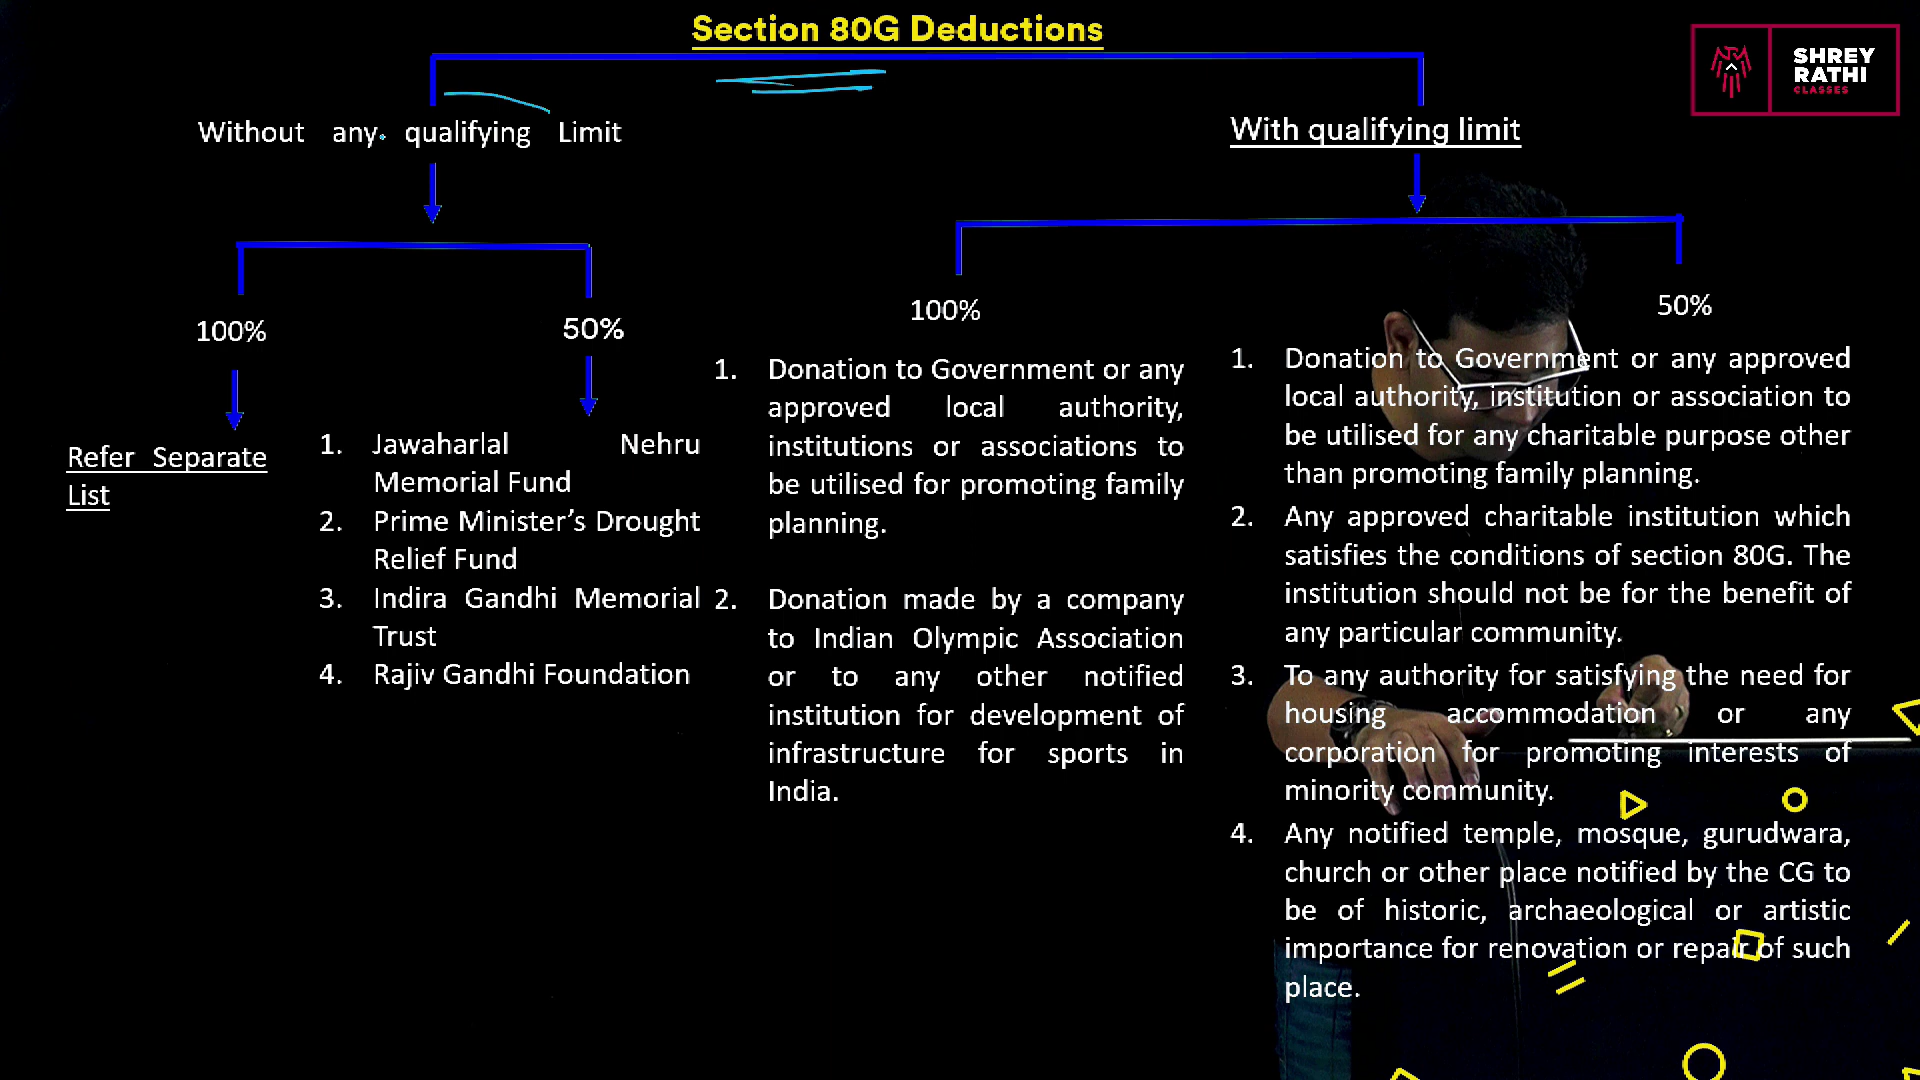 Section 80G Deductions
SHREY
RATHI
CLASSES
Without any qualifying Limit
With qualifying limit
100%
50%
100%
50%
Refer Separate
List
1. Jawaharlal Nehru
Memorial Fund
2. Prime Minister’s Drought
Relief Fund
3. Indira Gandhi Memorial
Trust
4. Rajiv Gandhi Foundation
1. Donation to Government or any
approved local authority,
institutions or associations to
be utilised for promoting family
planning.
2. Donation made by a company
to Indian Olympic Association
or to any other notified
institution for development of
infrastructure for sports in
India.
1. Donation to Government or any approved
local authority, institution or association to
be utilised for any charitable purpose other
than promoting family planning.
2. Any approved charitable institution which
satisfies the conditions of section 80G. The
institution should not be for the benefit of
any particular community.
3. To any authority for satisfying the need for
housing accommodation or any
corporation for promoting interests of
minority community.
4. Any notified temple, mosque, gurudwara,
church or other place notified by the CG to
be of historic, archaeological or artistic
importance for renovation or repair of such
place.